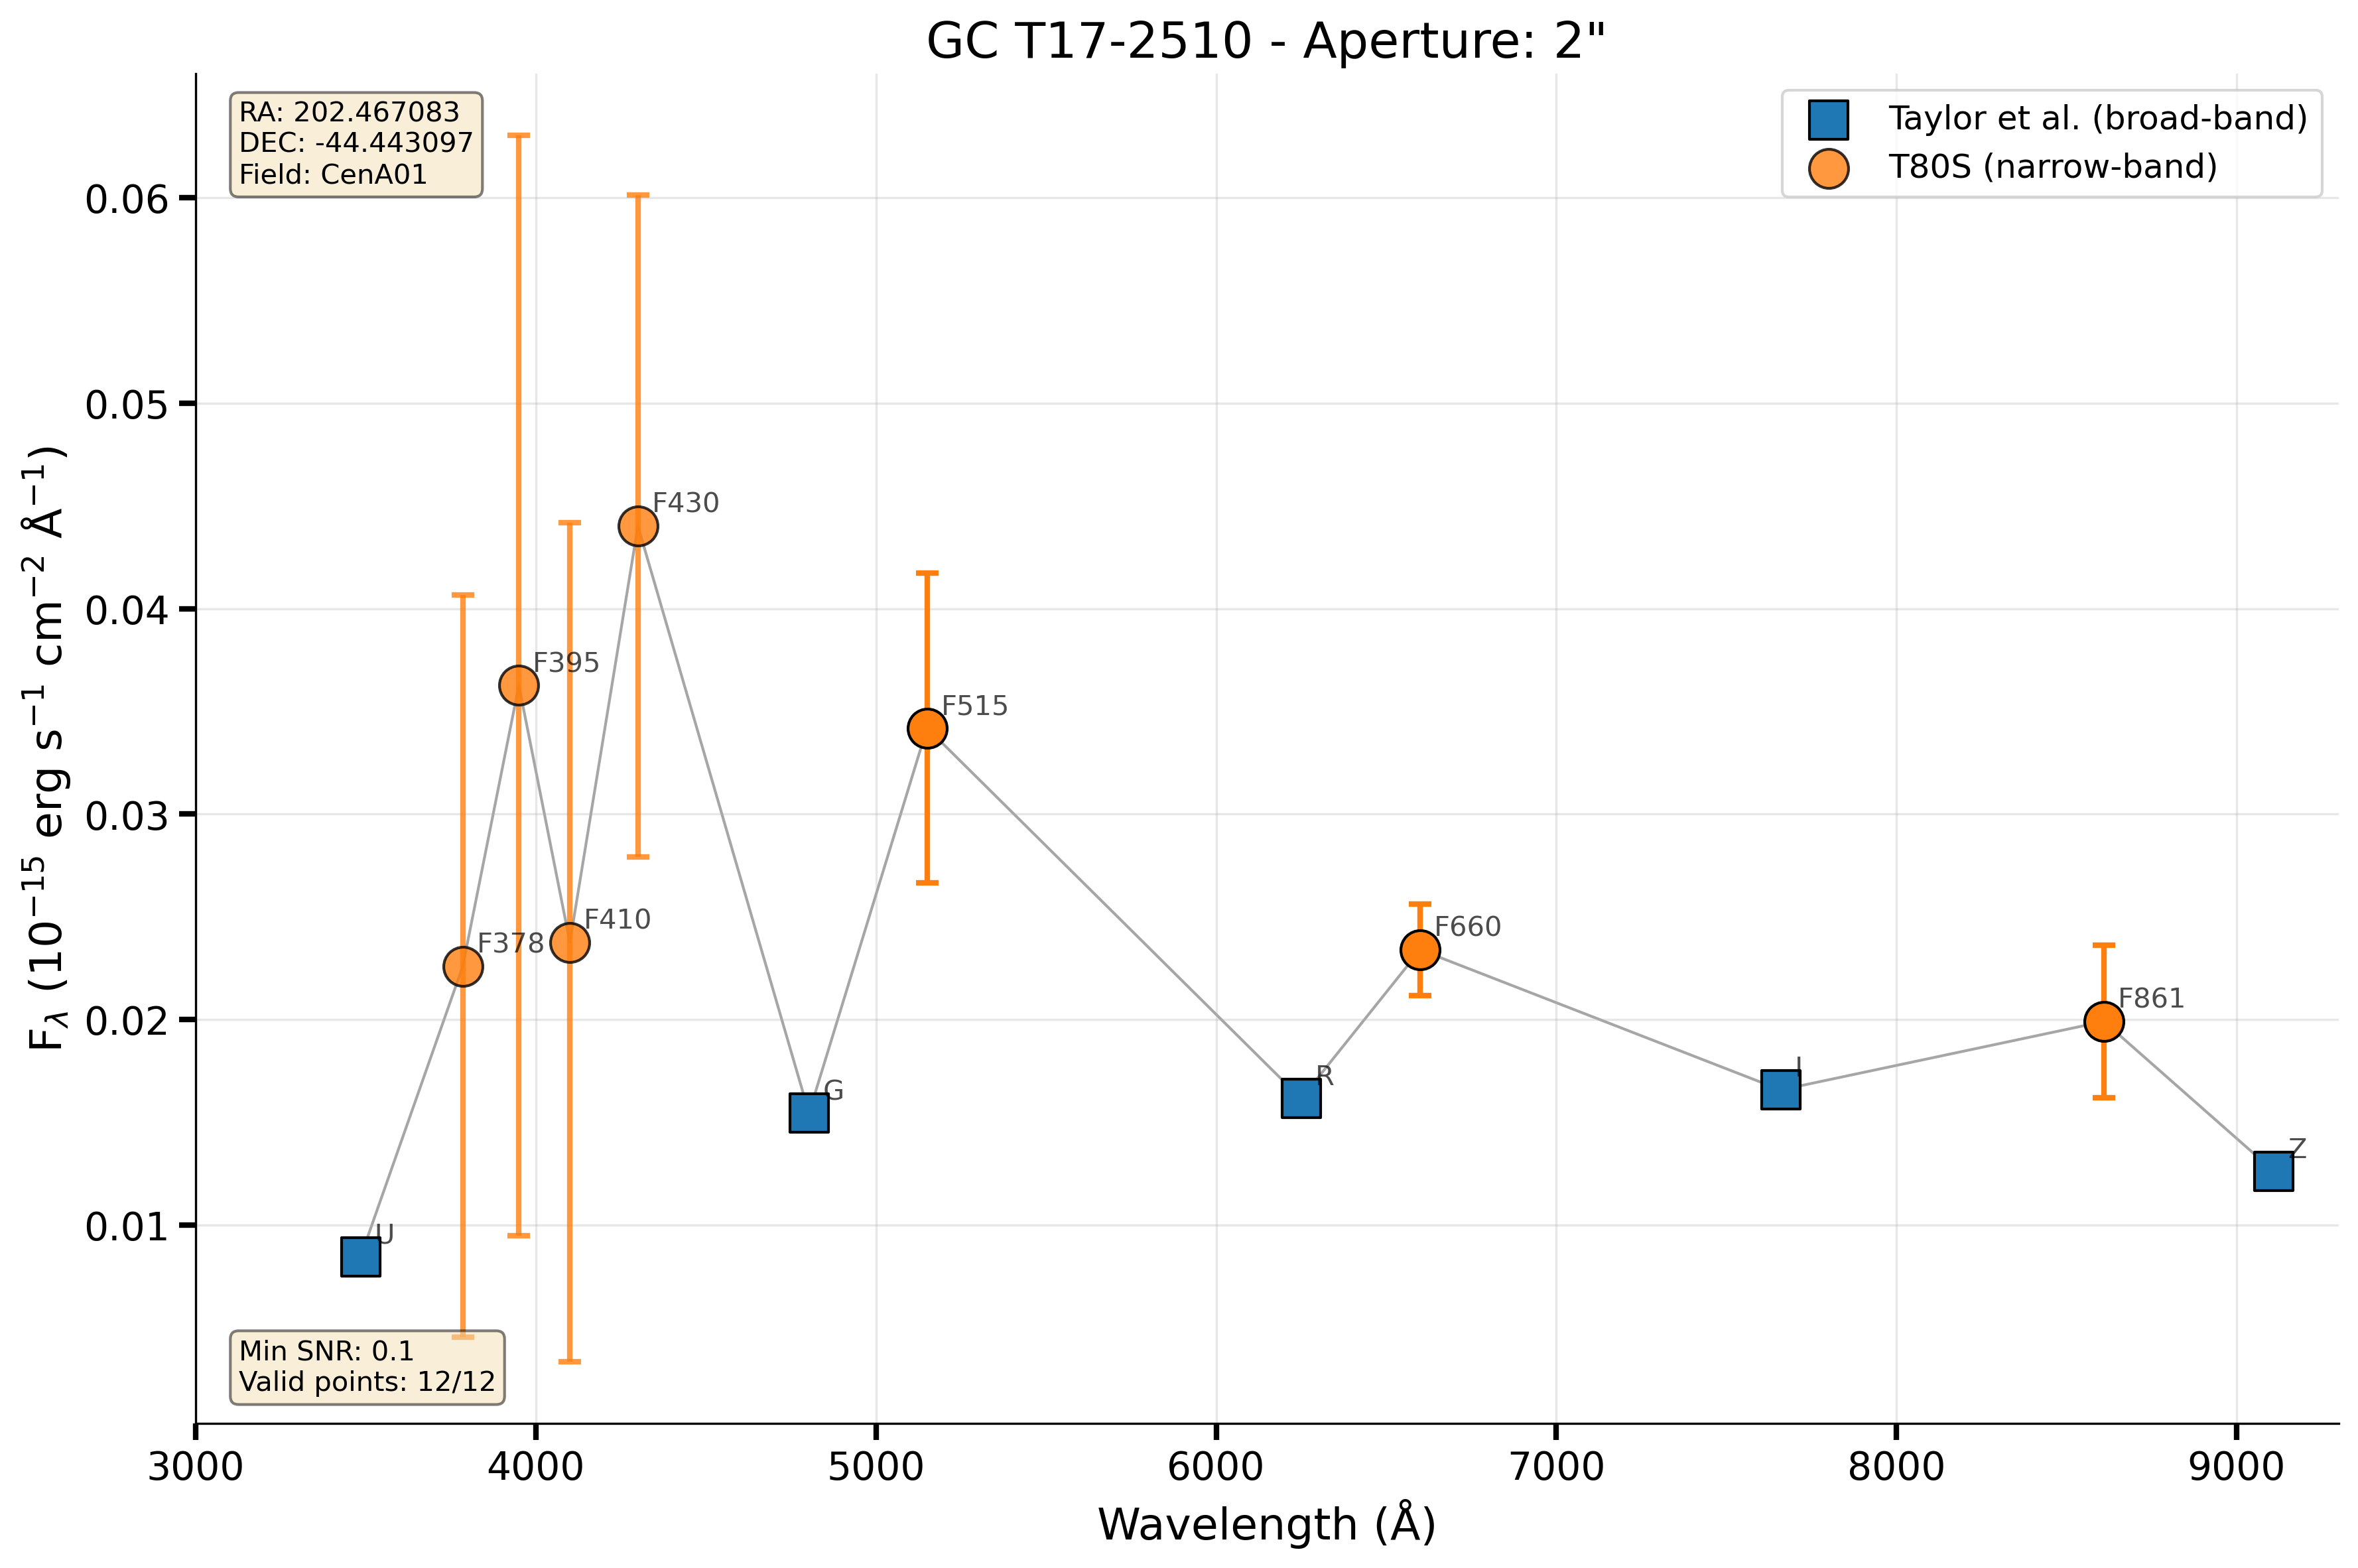 GC T17-2510 - Aperture: 2"
RA: 202.467083
DEC: -44.443097
Field: CenA01
Taylor et al. (broad-band)
T80S (narrow-band)
0.06
0.05
0.04
0.03
0.02
0.01
F_λ (10⁻¹⁵ erg s⁻¹ cm⁻² Å⁻¹)
F430
F395
F515
F410
F378
F660
F861
G
R
I
Z
U
Min SNR: 0.1
Valid points: 12/12
3000 4000 5000 6000 7000 8000 9000
Wavelength (Å)